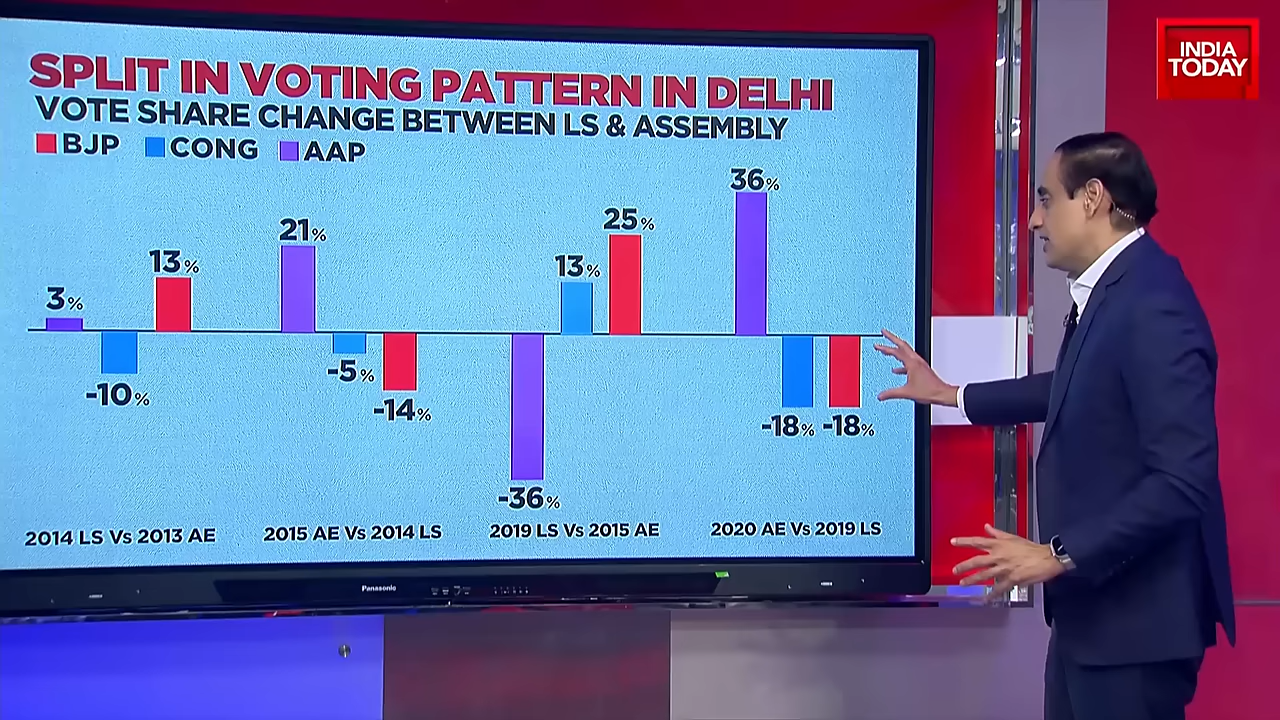 INDIA
TODAY
SPLIT IN VOTING PATTERN IN DELHI
VOTE SHARE CHANGE BETWEEN LS & ASSEMBLY
BJP CONG AAP
3%
-10%
13%
21%
-5%
-14%
-36%
13%
25%
36%
-18%
-18%
2014 LS Vs 2013 AE
2015 AE Vs 2014 LS
2019 LS Vs 2015 AE
2020 AE Vs 2019 LS
Panasonic